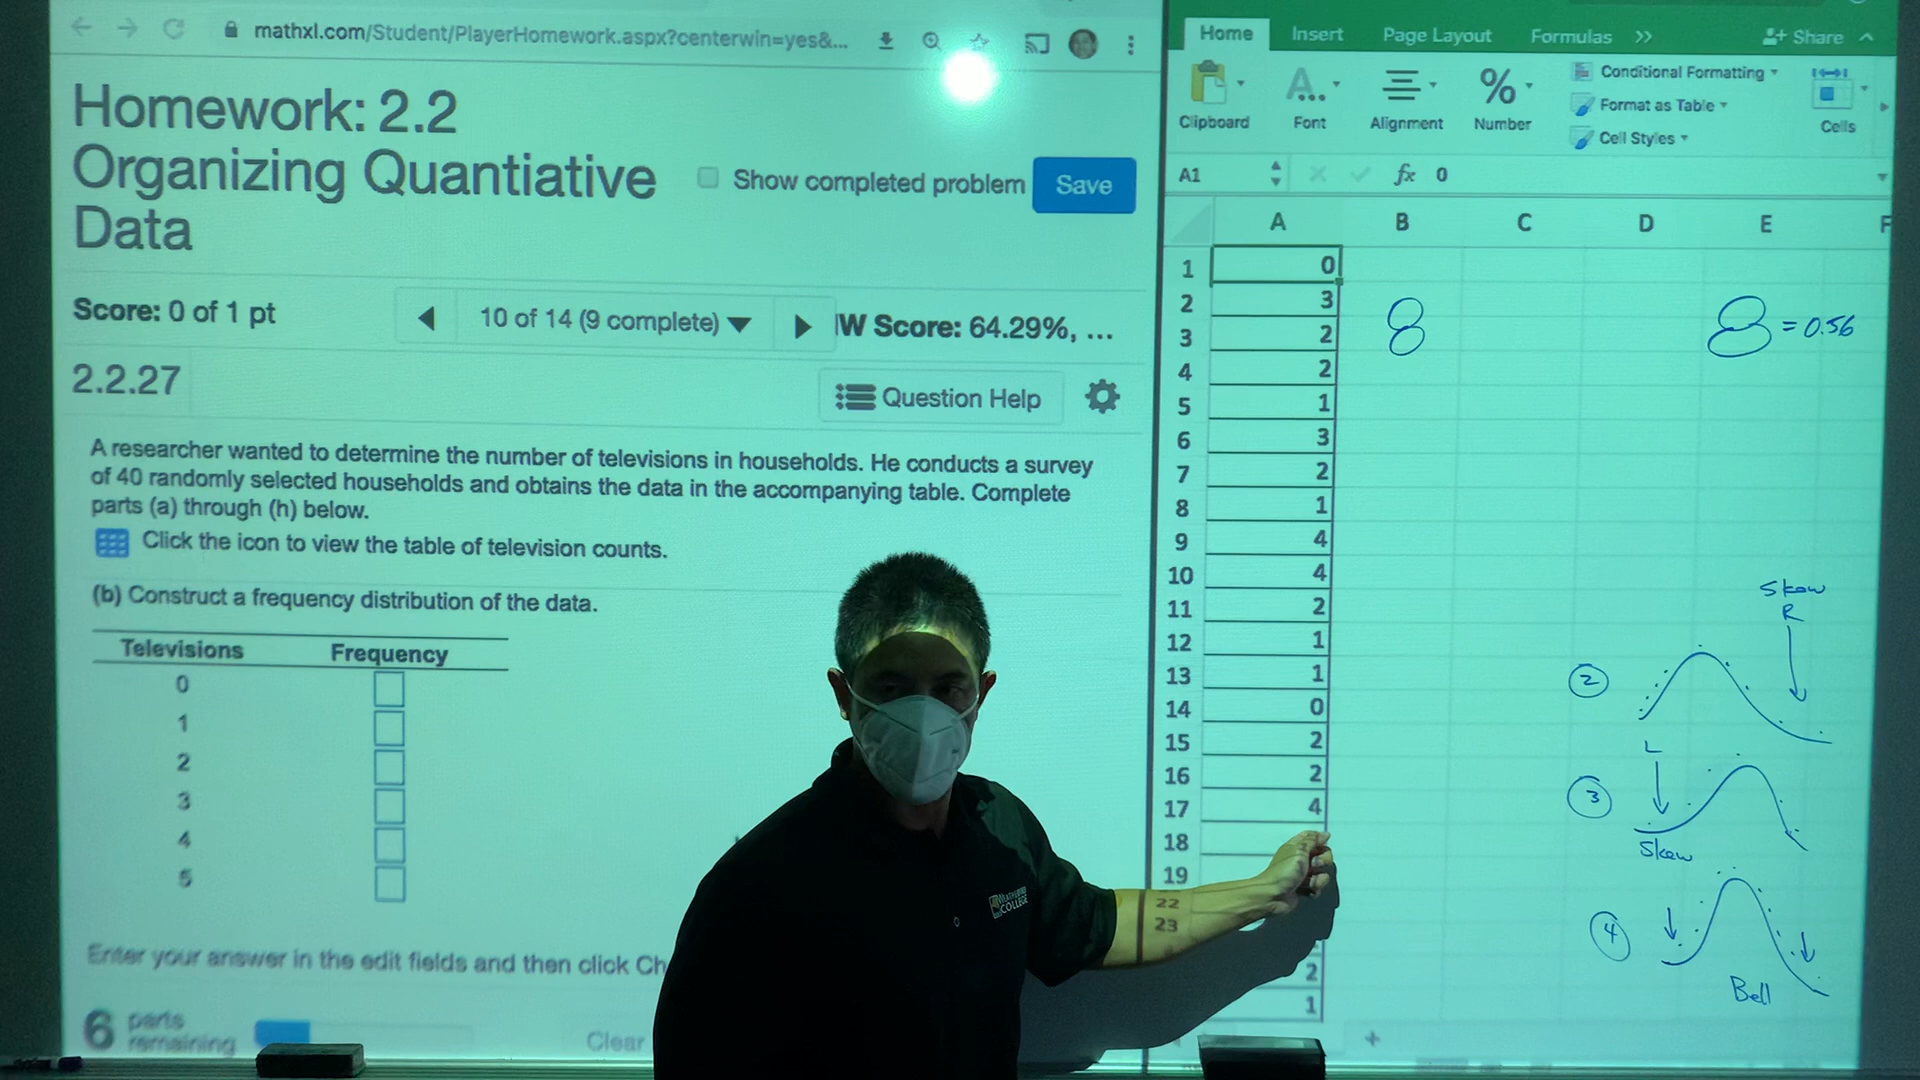 mathxl.com/Student/PlayerHomework.aspx?centerwin=yes&...
Homework: 2.2
Organizing Quantiative
Data
Show completed problem
Save
Score: 0 of 1 pt
10 of 14 (9 complete)
HW Score: 64.29%, ...
2.2.27
Question Help
A researcher wanted to determine the number of televisions in households. He conducts a survey
of 40 randomly selected households and obtains the data in the accompanying table. Complete
parts (a) through (h) below.
Click the icon to view the table of television counts.
(b) Construct a frequency distribution of the data.
Televisions Frequency
0
1
2
3
4
5
Enter your answer in the edit fields and then click Ch
6 parts
remaining
Clear
Home Insert Page Layout Formulas >> Share
Clipboard
Font
Alignment
%
Number
Conditional Formatting
Format as Table
Cell Styles
Cells
A1 fx 0
A B C D E F
1 0
2 3
3 2
4 2
5 1
6 3
7 2
8 1
9 4
10 4
11 2
12 1
13 1
14 0
15 2
16 2
17 4
18
19
22
23
2
1
8
8 = 0.56
Skew
R
2
L
3
Skew
4
Bell
WEATHERFORD
COLLEGE